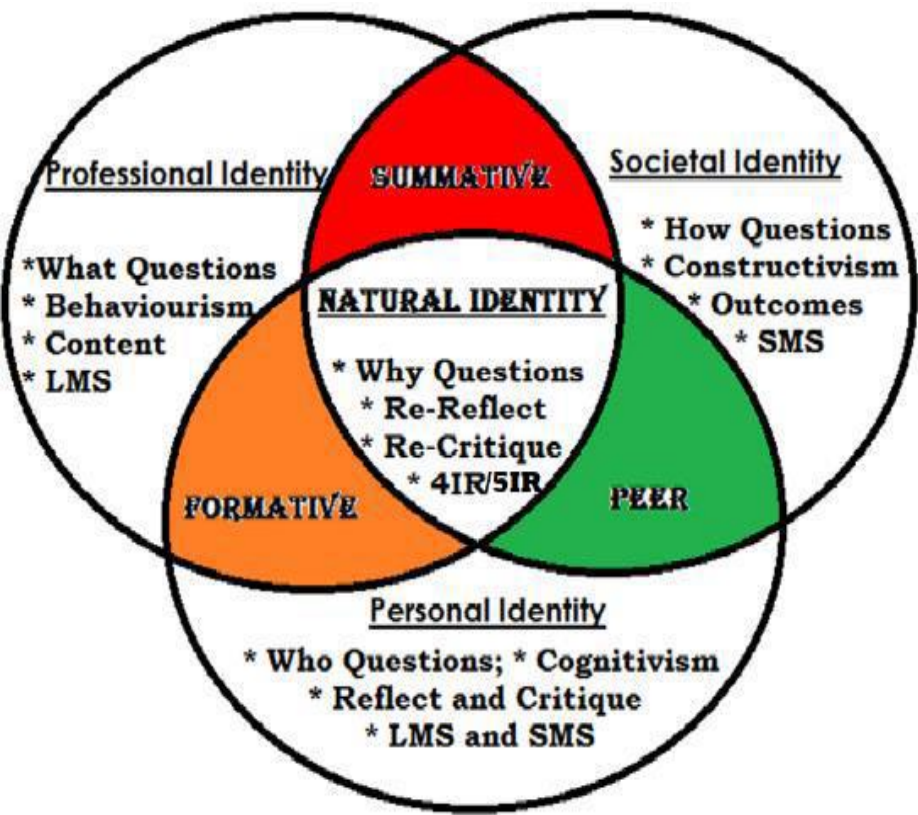 SUMMATIVE
Professional Identity
*What Questions
* Behaviourism
* Content
* LMS
Societal Identity
* How Questions
* Constructivism
* Outcomes
* SMS
NATURAL IDENTITY
* Why Questions
* Re-Reflect
* Re-Critique
* 4IR/5IR
FORMATIVE
PEER
Personal Identity
* Who Questions; * Cognitivism
* Reflect and Critique
* LMS and SMS